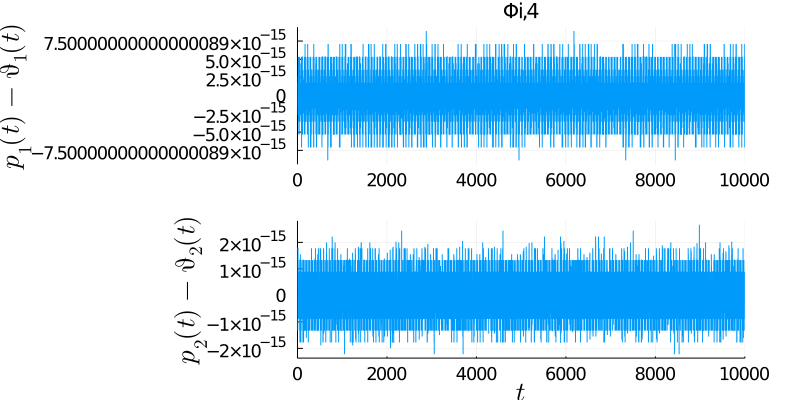 Φi,4
p₁(t) − ϑ₁(t)
7.500000000000000089×10⁻¹⁵
5.0×10⁻¹⁵
2.5×10⁻¹⁵
0
−2.5×10⁻¹⁵
−5.0×10⁻¹⁵
−7.500000000000000089×10⁻¹⁵
0 2000 4000 6000 8000 10000
p₂(t) − ϑ₂(t)
2×10⁻¹⁵
1×10⁻¹⁵
0
−1×10⁻¹⁵
−2×10⁻¹⁵
0 2000 4000 6000 8000 10000
t